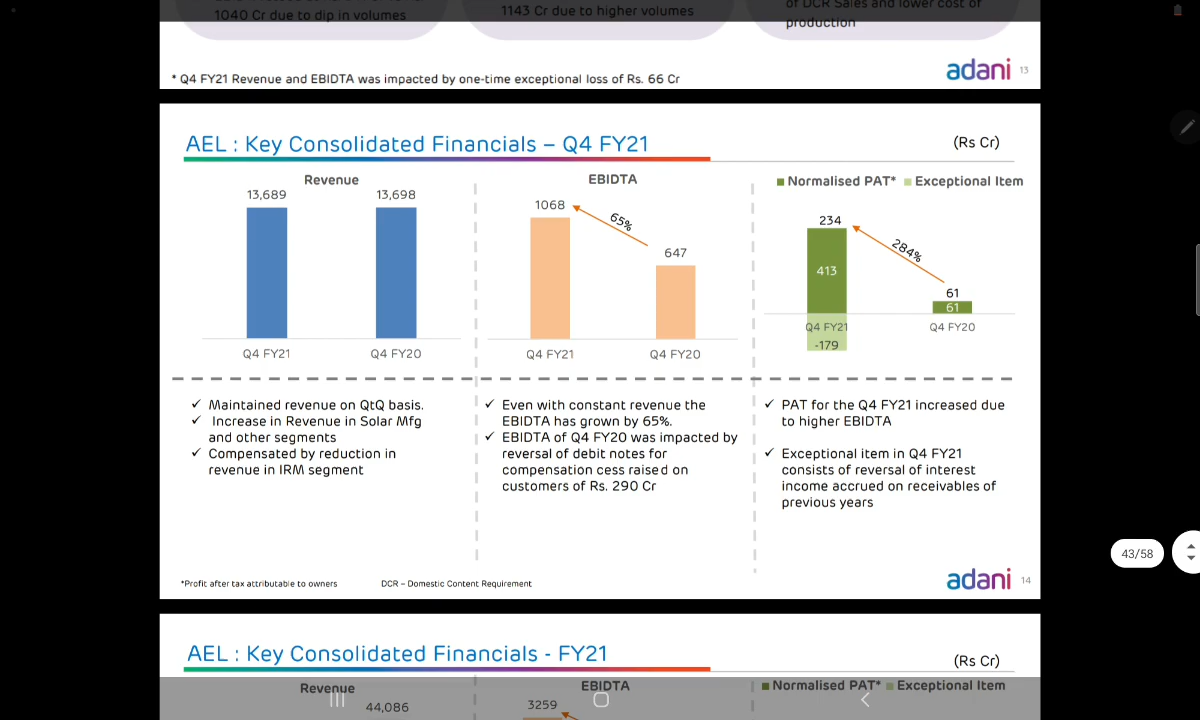 1040 Cr due to dip in volumes
1143 Cr due to higher volumes
of DCR Sales and lower cost of
production
* Q4 FY21 Revenue and EBIDTA was impacted by one-time exceptional loss of Rs. 66 Cr
adani 13
AEL : Key Consolidated Financials – Q4 FY21
(Rs Cr)
Revenue
13,689
13,698
Q4 FY21
Q4 FY20
Maintained revenue on QtQ basis.
Increase in Revenue in Solar Mfg
and other segments
Compensated by reduction in
revenue in IRM segment
EBIDTA
1068
65%
647
Q4 FY21
Q4 FY20
Even with constant revenue the
EBIDTA has grown by 65%.
EBIDTA of Q4 FY20 was impacted by
reversal of debit notes for
compensation cess raised on
customers of Rs. 290 Cr
Normalised PAT* Exceptional Item
234
413
284%
61
61
Q4 FY21
Q4 FY20
-179
PAT for the Q4 FY21 increased due
to higher EBIDTA
Exceptional item in Q4 FY21
consists of reversal of interest
income accrued on receivables of
previous years
43/58
*Profit after tax attributable to owners
DCR – Domestic Content Requirement
adani 14
AEL : Key Consolidated Financials - FY21
(Rs Cr)
Revenue
44,086
EBIDTA
3259
Normalised PAT* Exceptional Item